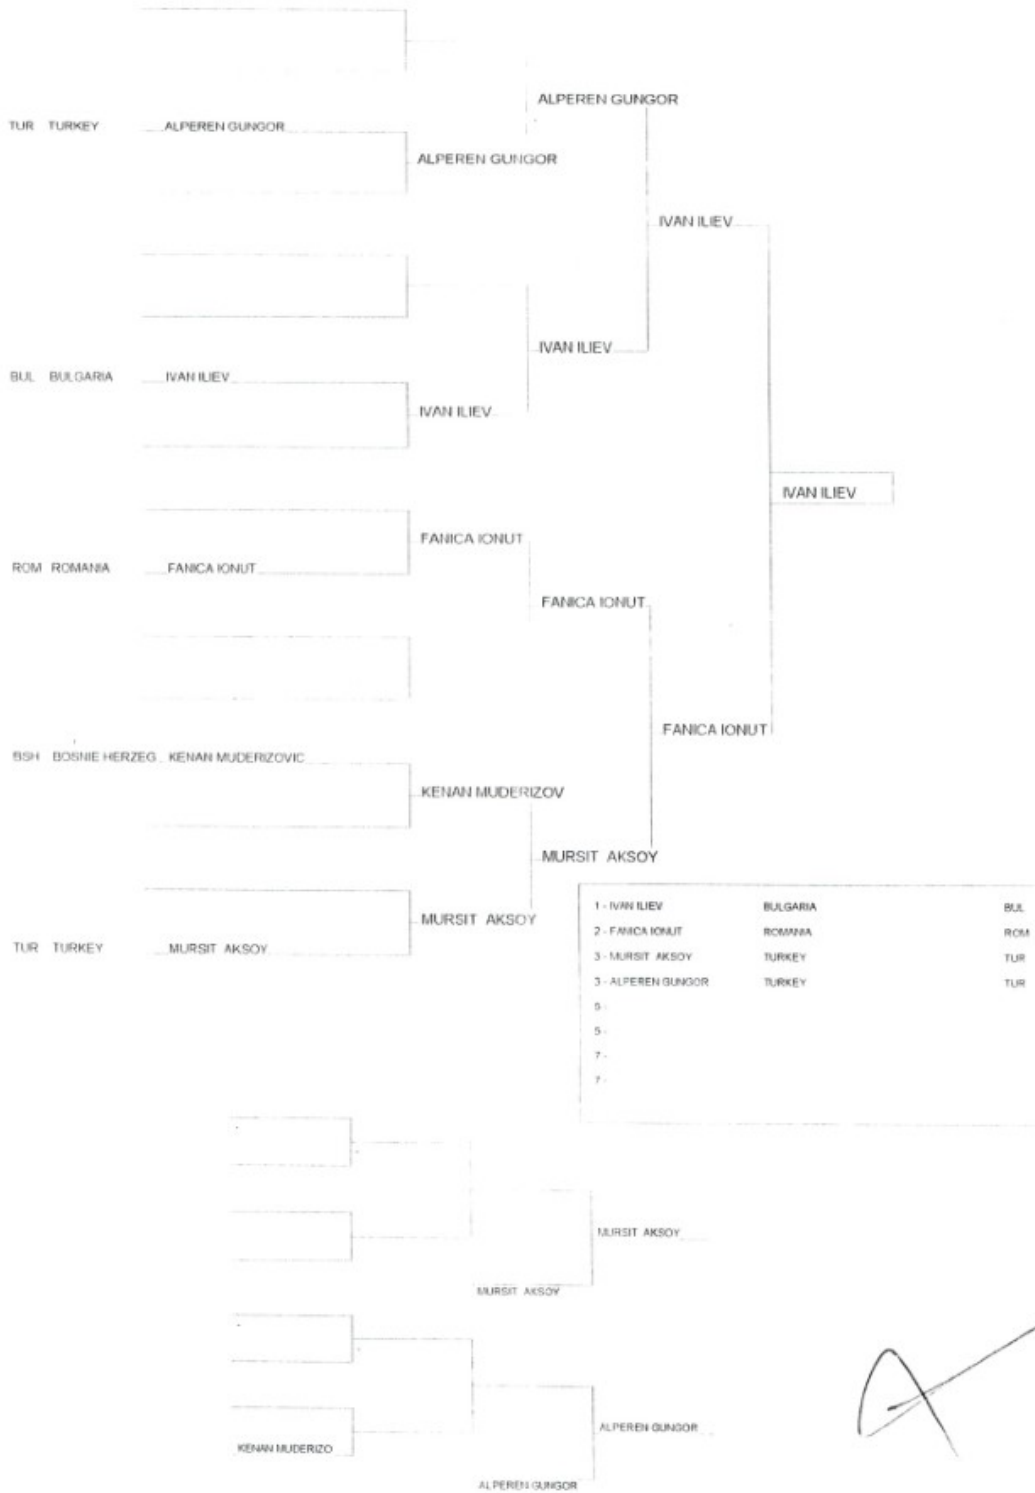 ALPEREN GUNGOR
TUR TURKEY ALPEREN GUNGOR
ALPEREN GUNGOR
IVAN ILIEV
IVAN ILIEV
BUL BULGARIA IVAN ILIEV
IVAN ILIEV
IVAN ILIEV
FANICA IONUT
ROM ROMANIA FANICA IONUT
FANICA IONUT
FANICA IONUT
BSH BOSNIE HERZEG KENAN MUDERIZOVIC
KENAN MUDERIZOV
MURSIT AKSOY
MURSIT AKSOY
TUR TURKEY MURSIT AKSOY
1 - IVAN ILIEV BULGARIA BUL
2 - FANICA IONUT ROMANIA ROM
3 - MURSIT AKSOY TURKEY TUR
3 - ALPEREN GUNGOR TURKEY TUR
5 -
5 -
7 -
7 -
MURSIT AKSOY
MURSIT AKSOY
ALPEREN GUNGOR
KENAN MUDERIZO
ALPEREN GUNGOR